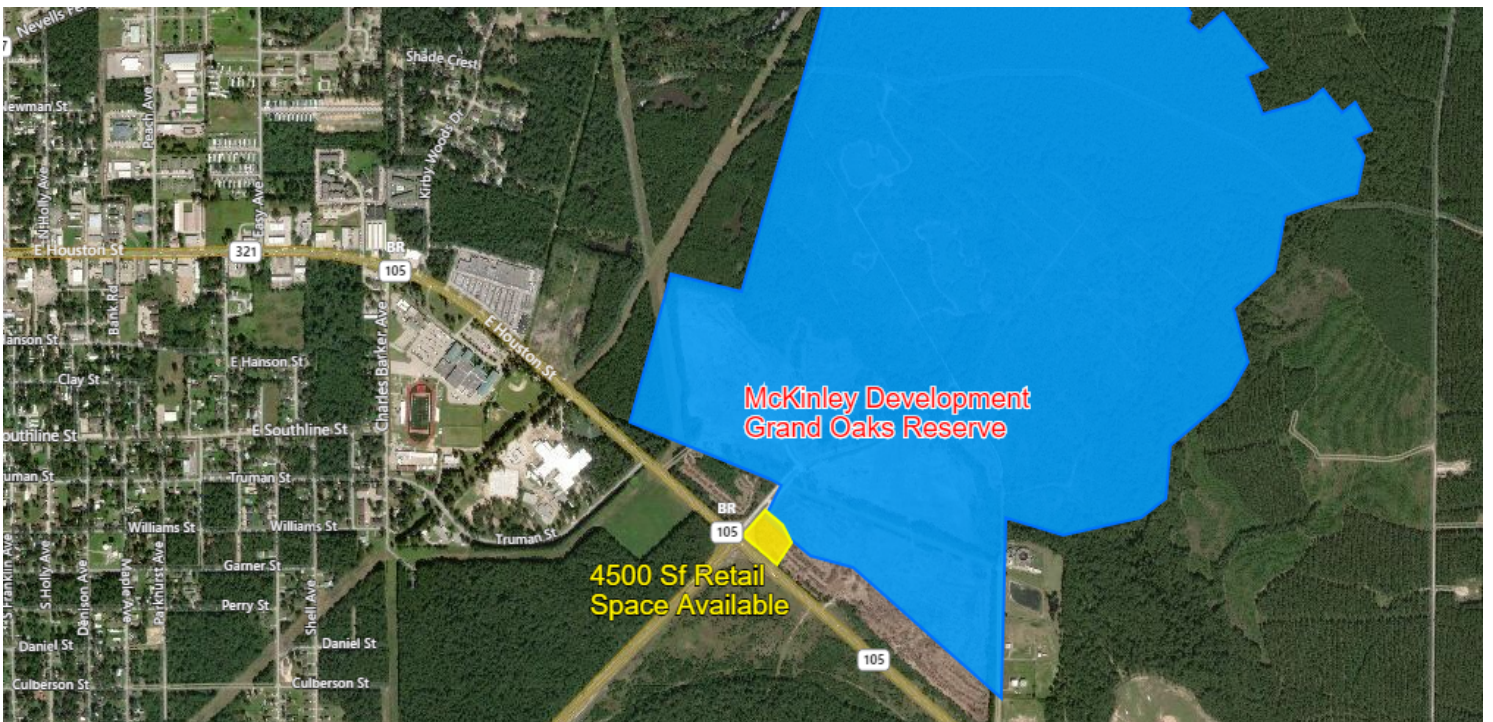 Nevells Fe
7
Shade Crest
Newman St
Peach Ave
Kirby Woods Dr
N Holly Ave
Easy Ave
E Houston St
321
BR
105
Bank Rd
Hanson St
Charles Barker Ave
E Houston St
E Hanson St
Clay St
McKinley Development
Grand Oaks Reserve
outhline St
E Southline St
ruman St
Truman St
BR
105
Williams St
Williams St
Truman St
Garner St
4500 Sf Retail
Space Available
S Franklin Ave
S Holly Ave
Denison Ave
Maple Ave
Parkhurst Ave
Shell Ave
Perry St
Daniel St
Daniel St
105
Culberson St
Culberson St